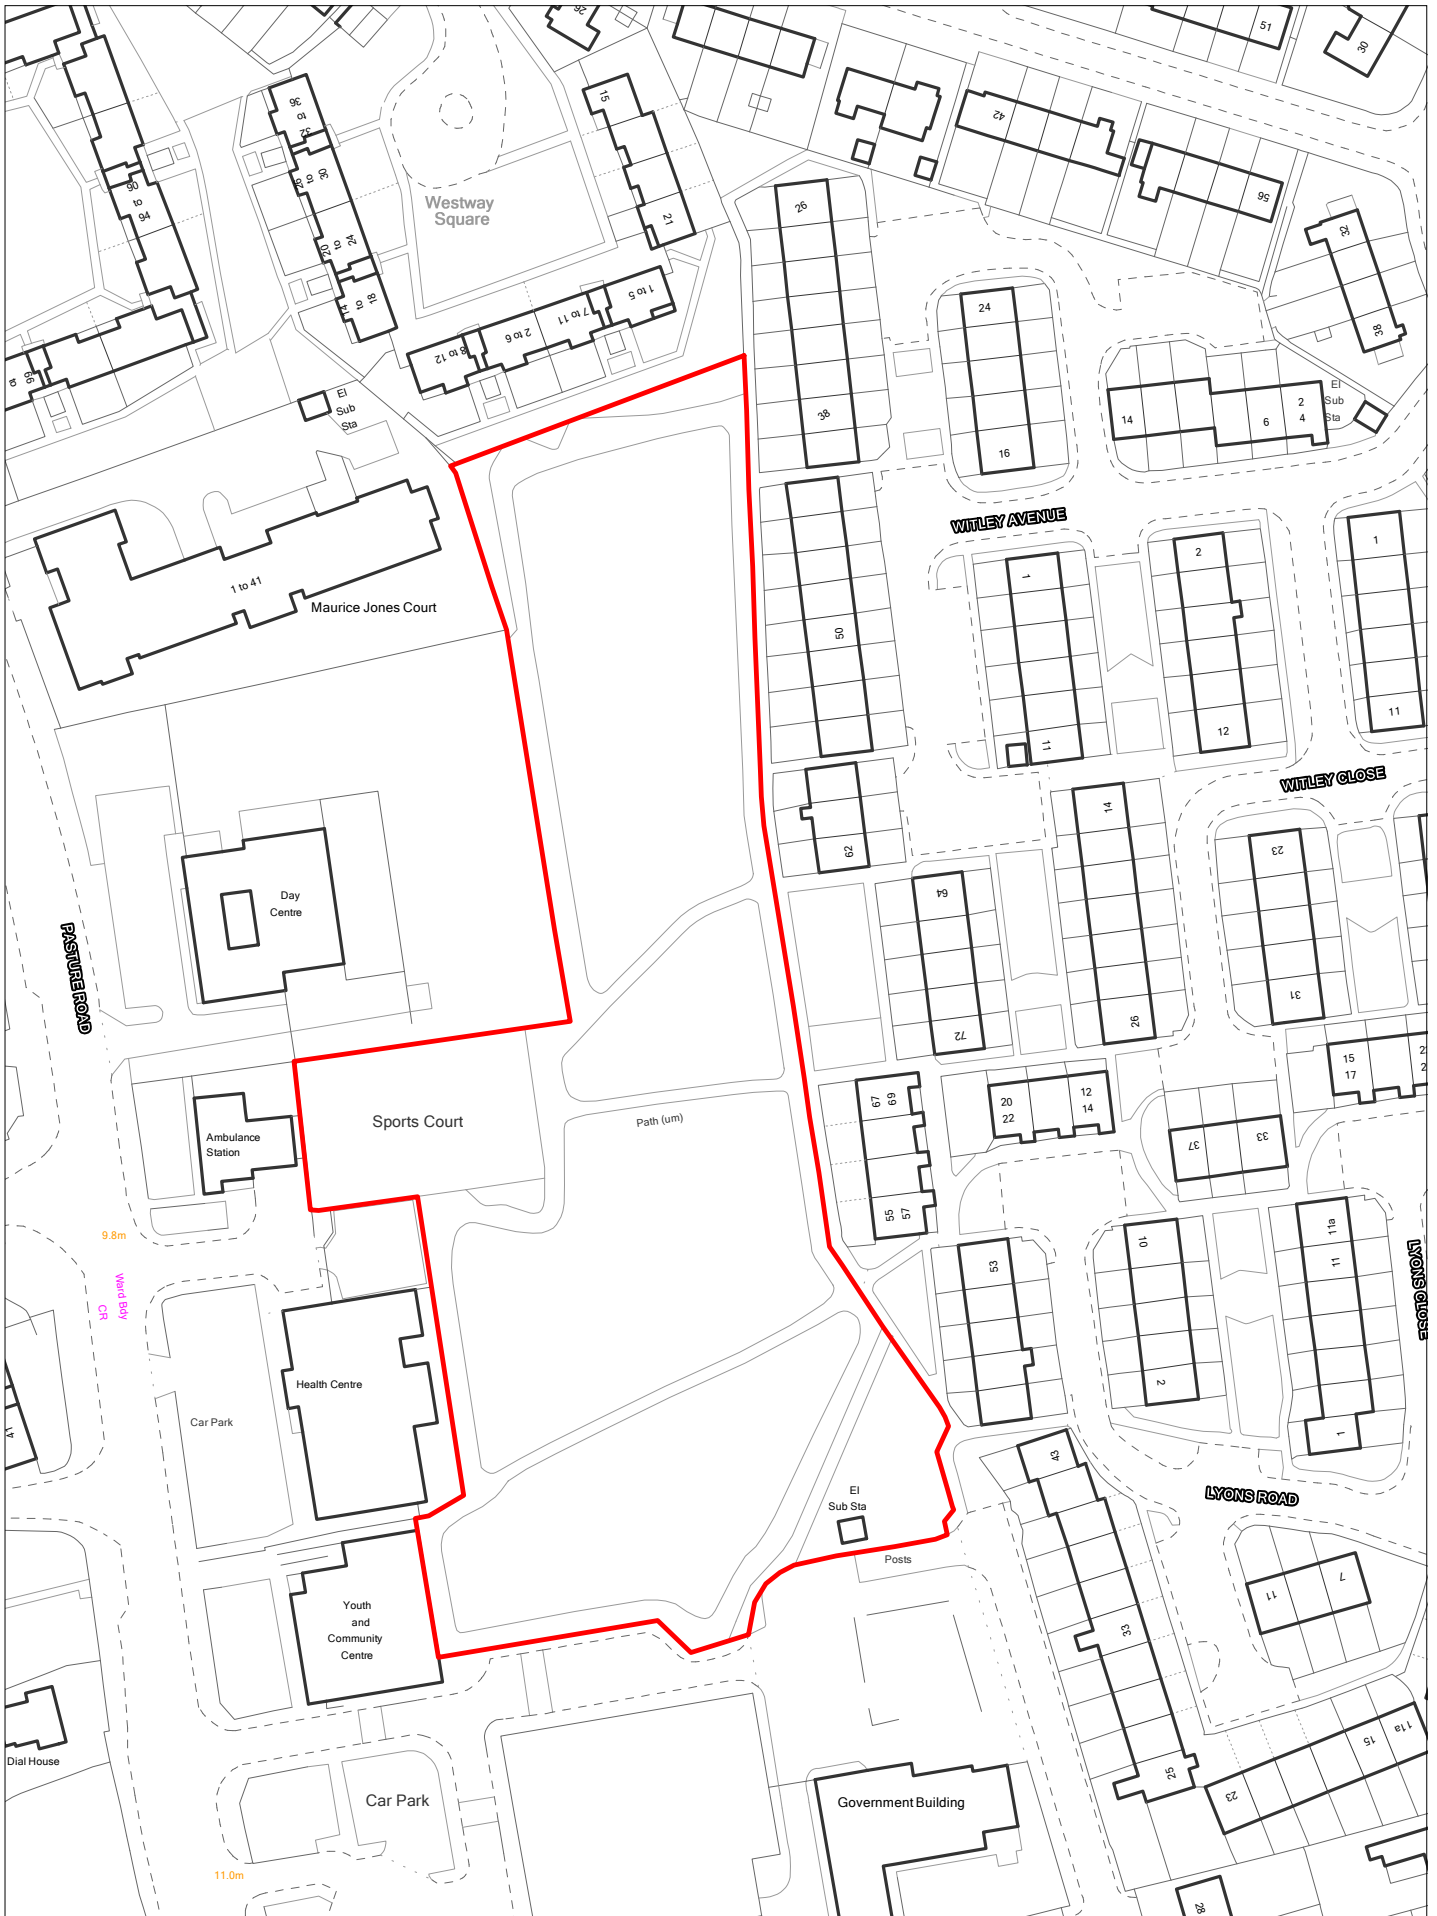 26
51
30
36
to
32
15
42
30
to
26
90
to
94
Westway
Square
21
26
56
32
24
to
20
18
to
14
1 to 5
7 to 11
2 to 6
8 to 12
24
38
99
El
Sub
Sta
38
14
6
2
4
El
Sub
Sta
16
WITLEY AVENUE
1 to 41
Maurice Jones Court
50
1
11
2
12
1
11
WITLEY CLOSE
14
62
23
64
Day
Centre
PASTURE ROAD
31
26
72
15
17
Sports Court
Path (um)
67
69
20
22
12
14
Ambulance
Station
37
33
55
57
9.8m
Ward Bdy
CR
53
10
11a
11
LYONS CLOSE
Health Centre
2
Car Park
41
1
43
El
Sub Sta
LYONS ROAD
Posts
11
7
Youth
and
Community
Centre
33
Dial House
15
11a
25
23
Car Park
Government Building
11.0m
28